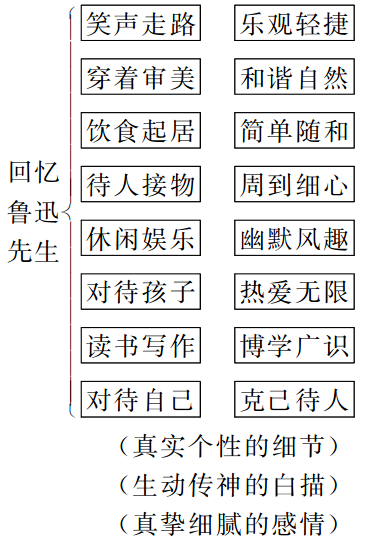 回忆
鲁迅
先生
笑声走路 乐观轻捷
穿着审美 和谐自然
饮食起居 简单随和
待人接物 周到细心
休闲娱乐 幽默风趣
对待孩子 热爱无限
读书写作 博学广识
对待自己 克己待人
（真实个性的细节）
（生动传神的白描）
（真挚细腻的感情）